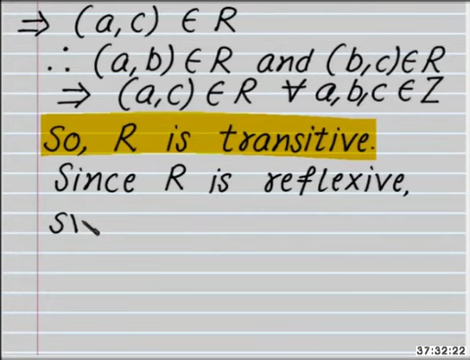 ⇒ (a,c) ∈ R
∴ (a,b) ∈ R and (b,c) ∈ R
⇒ (a,c) ∈ R ∀ a,b,c ∈ Z
So, R is transitive.
Since R is reflexive,
37:32:22